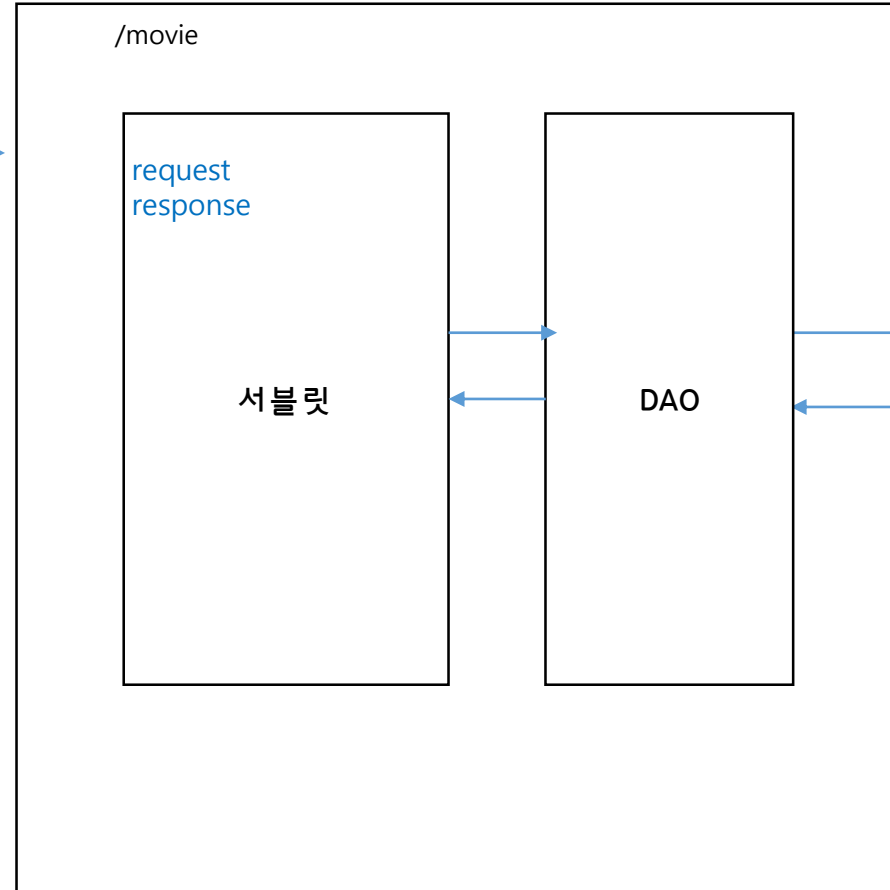 /movie
request
response
서블릿
DAO